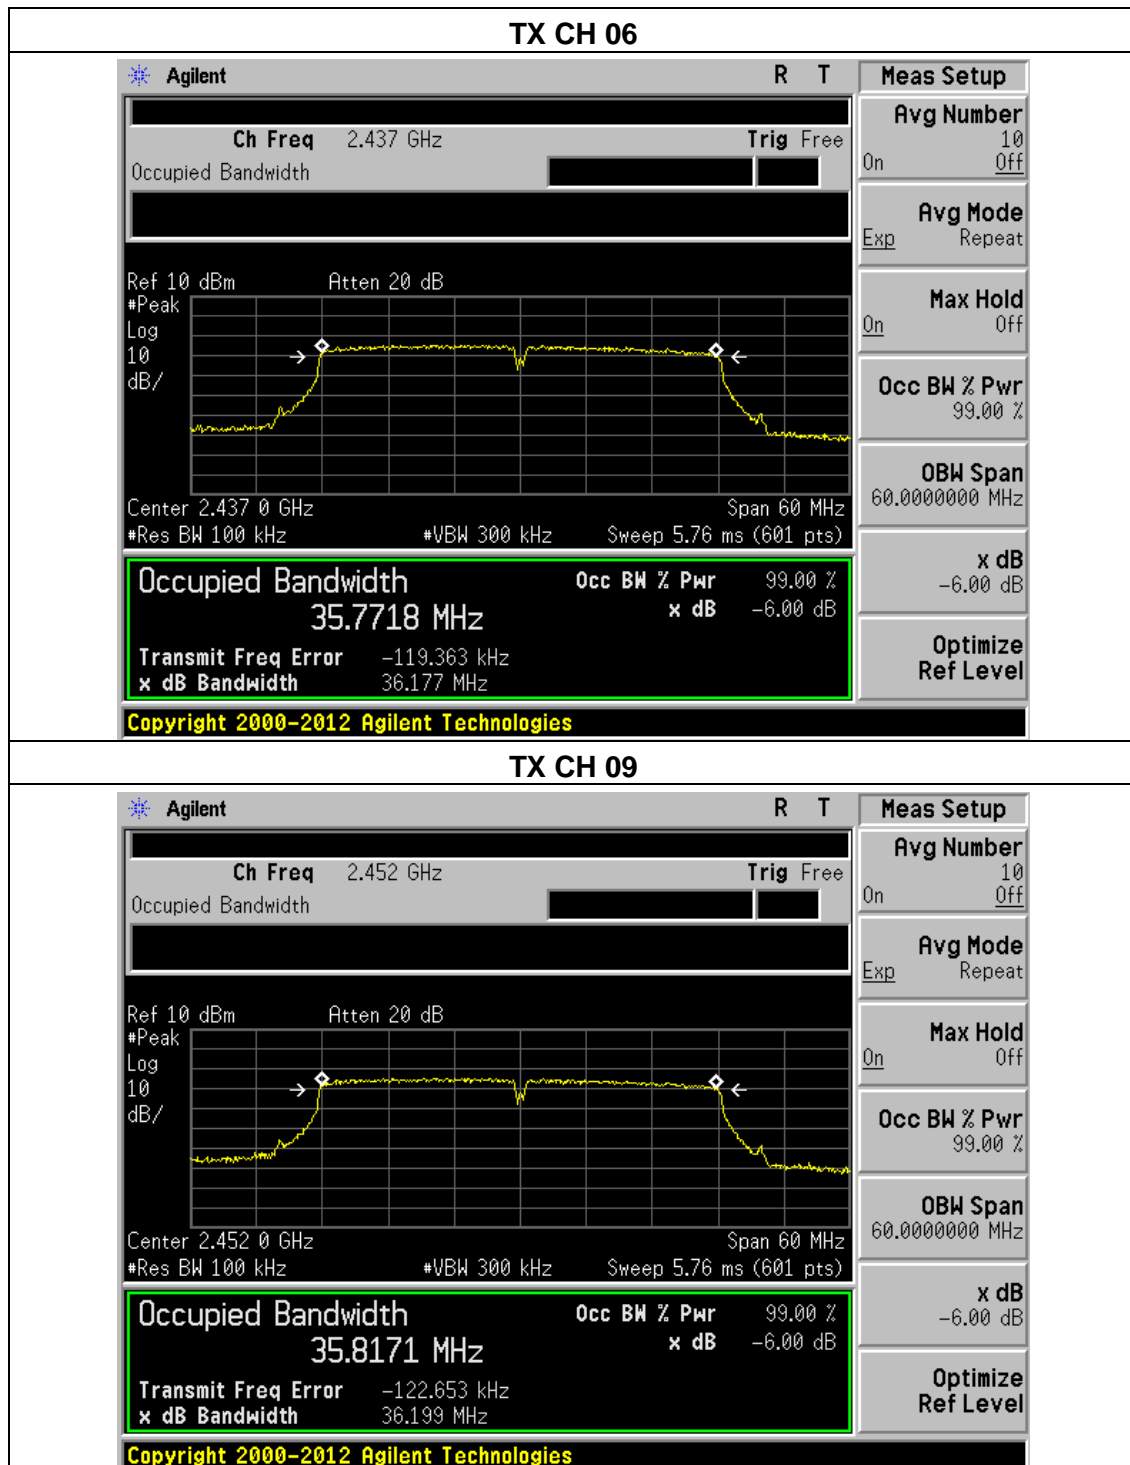 TX CH 06
Agilent R T Meas Setup
Ch Freq 2.437 GHz Trig Free
Occupied Bandwidth
Avg Number
10
On Off
Avg Mode
Exp Repeat
Ref 10 dBm Atten 20 dB
#Peak
Log
10
dB/
Max Hold
On Off
Occ BW % Pwr
99.00 %
OBW Span
60.0000000 MHz
Center 2.437 0 GHz Span 60 MHz
#Res BW 100 kHz #VBW 300 kHz Sweep 5.76 ms (601 pts)
x dB
-6.00 dB
Occupied Bandwidth Occ BW % Pwr 99.00 %
35.7718 MHz x dB -6.00 dB
Transmit Freq Error -119.363 kHz
x dB Bandwidth 36.177 MHz
Optimize
Ref Level
Copyright 2000-2012 Agilent Technologies
TX CH 09
Agilent R T Meas Setup
Ch Freq 2.452 GHz Trig Free
Occupied Bandwidth
Avg Number
10
On Off
Avg Mode
Exp Repeat
Ref 10 dBm Atten 20 dB
#Peak
Log
10
dB/
Max Hold
On Off
Occ BW % Pwr
99.00 %
OBW Span
60.0000000 MHz
Center 2.452 0 GHz Span 60 MHz
#Res BW 100 kHz #VBW 300 kHz Sweep 5.76 ms (601 pts)
x dB
-6.00 dB
Occupied Bandwidth Occ BW % Pwr 99.00 %
35.8171 MHz x dB -6.00 dB
Transmit Freq Error -122.653 kHz
x dB Bandwidth 36.199 MHz
Optimize
Ref Level
Copyright 2000-2012 Agilent Technologies